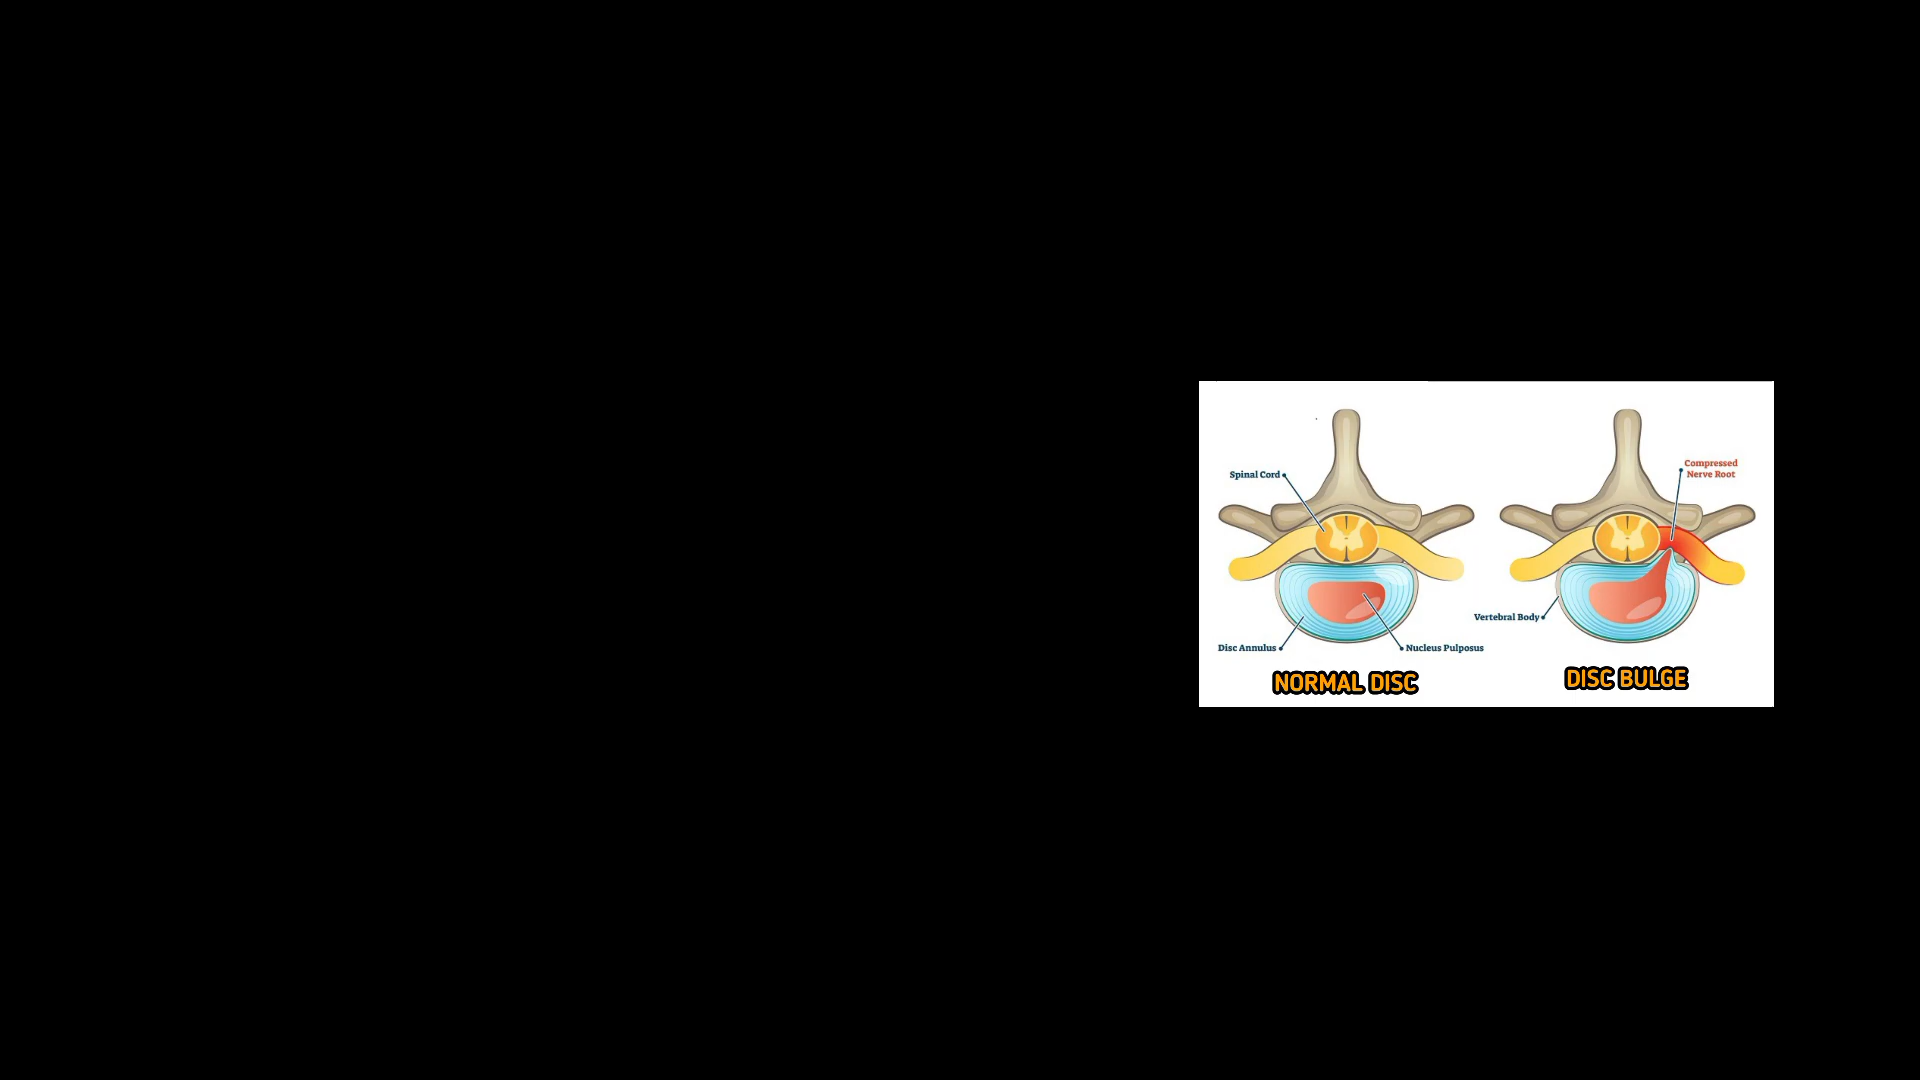 Spinal Cord
Disc Annulus
Nucleus Pulposus
NORMAL DISC
Compressed
Nerve Root
Vertebral Body
DISC BULGE